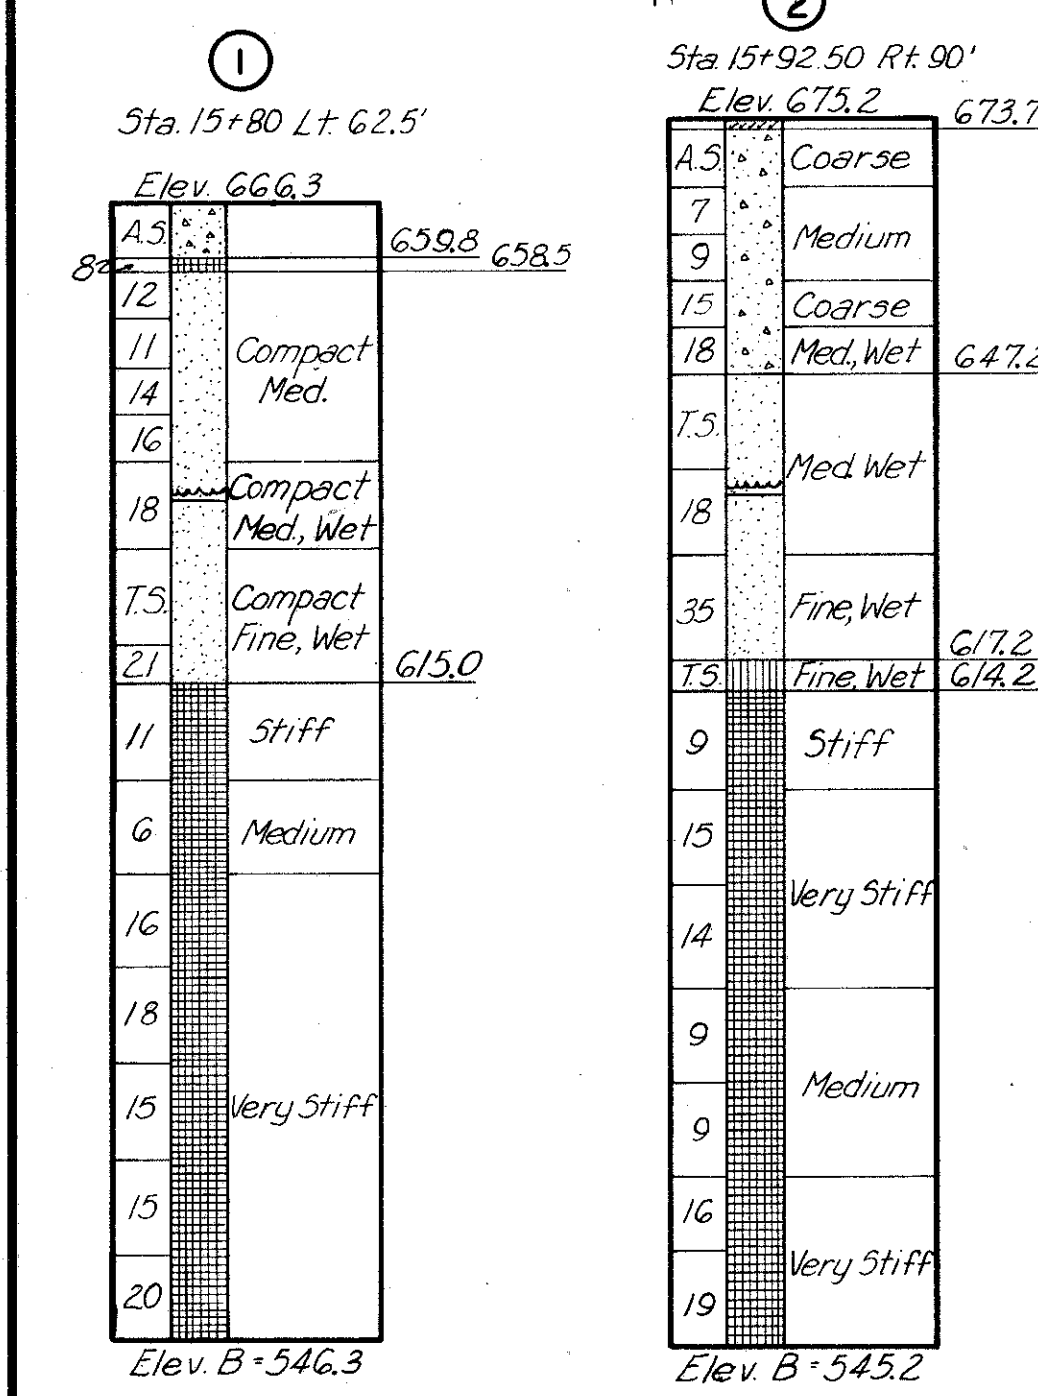 1
Sta. 15+80 Lt. 62.5'
Elev. 666.3
A.S.
659.8
658.5
8
12
11
Compact
Med.
14
16
18
Compact
Med., Wet
T.S.
Compact
Fine, Wet
21
615.0
11
Stiff
6
Medium
16
18
15
Very Stiff
15
20
Elev. B = 546.3
2
Sta. 15+92.50 Rt. 90'
Elev. 675.2
673.7
A.S.
Coarse
7
Medium
9
15
Coarse
18
Med., Wet
647.2
T.S.
Med. Wet
18
35
Fine, Wet
617.2
T.S.
Fine, Wet
614.2
9
Stiff
15
Very Stiff
14
9
Medium
9
16
Very Stiff
19
Elev. B = 545.2